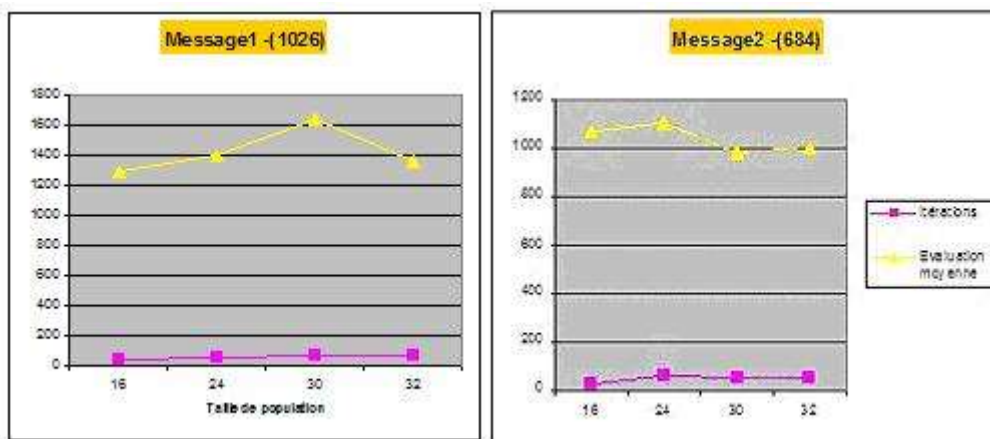 Message1 -(1026)
1800
1600
1400
1200
1000
800
600
400
200
0
16 24 30 32
Taille de population
Message2 -(684)
1200
1000
800
600
400
200
0
16 24 30 32
Itérations
Evaluation
moyenne